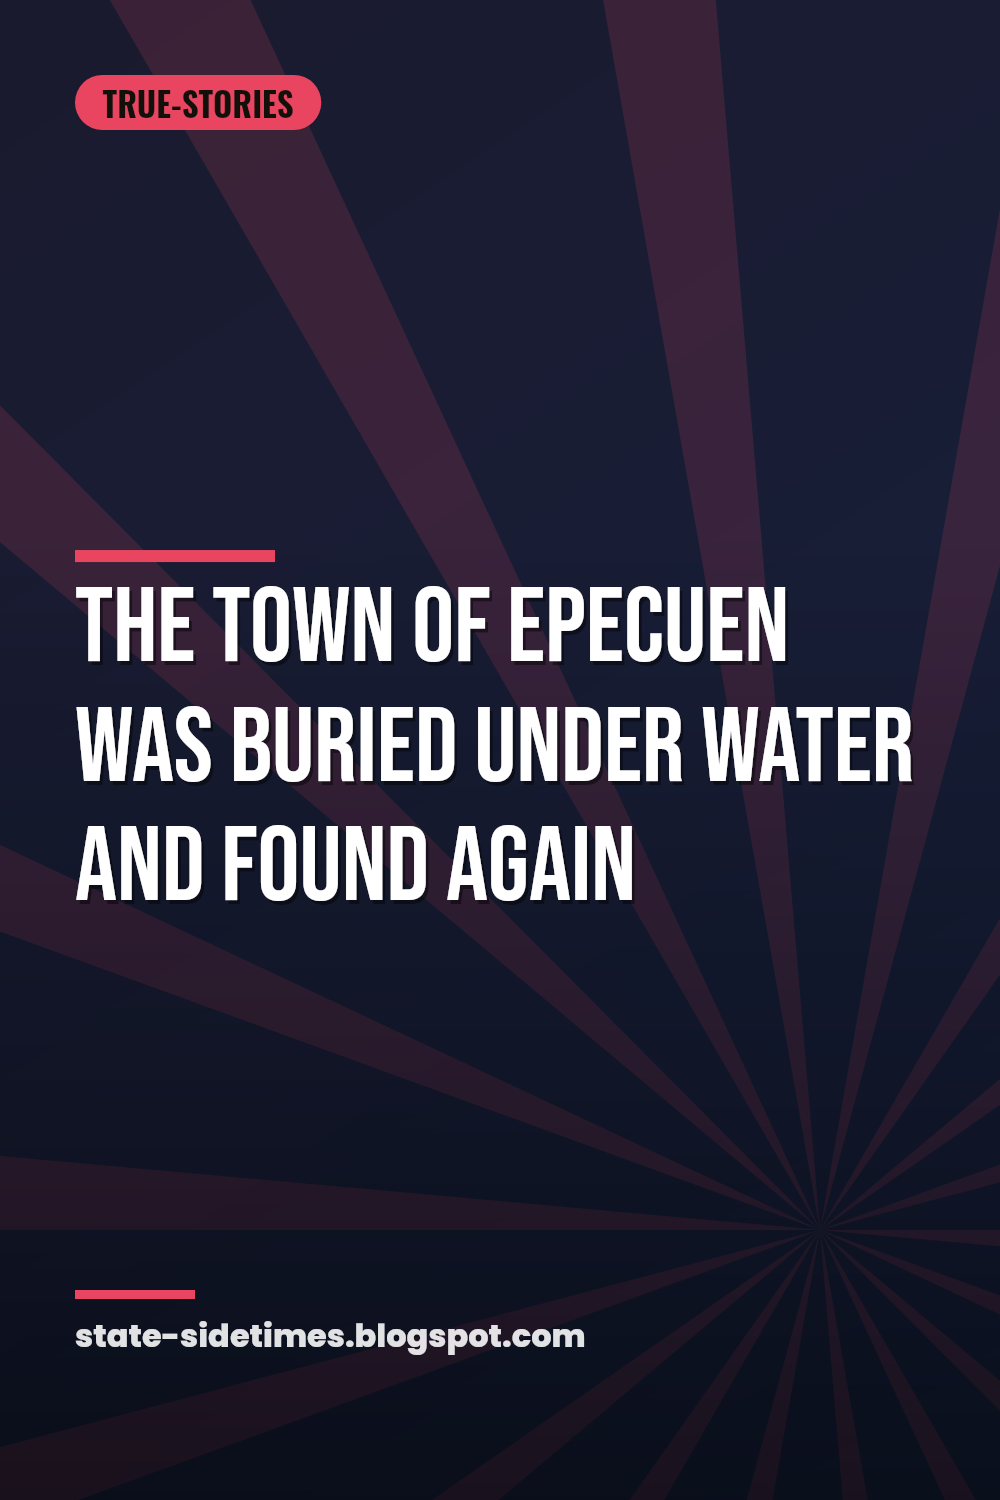 TRUE-STORIES
THE TOWN OF EPECUEN
WAS BURIED UNDER WATER
AND FOUND AGAIN
state-sidetimes.blogspot.com